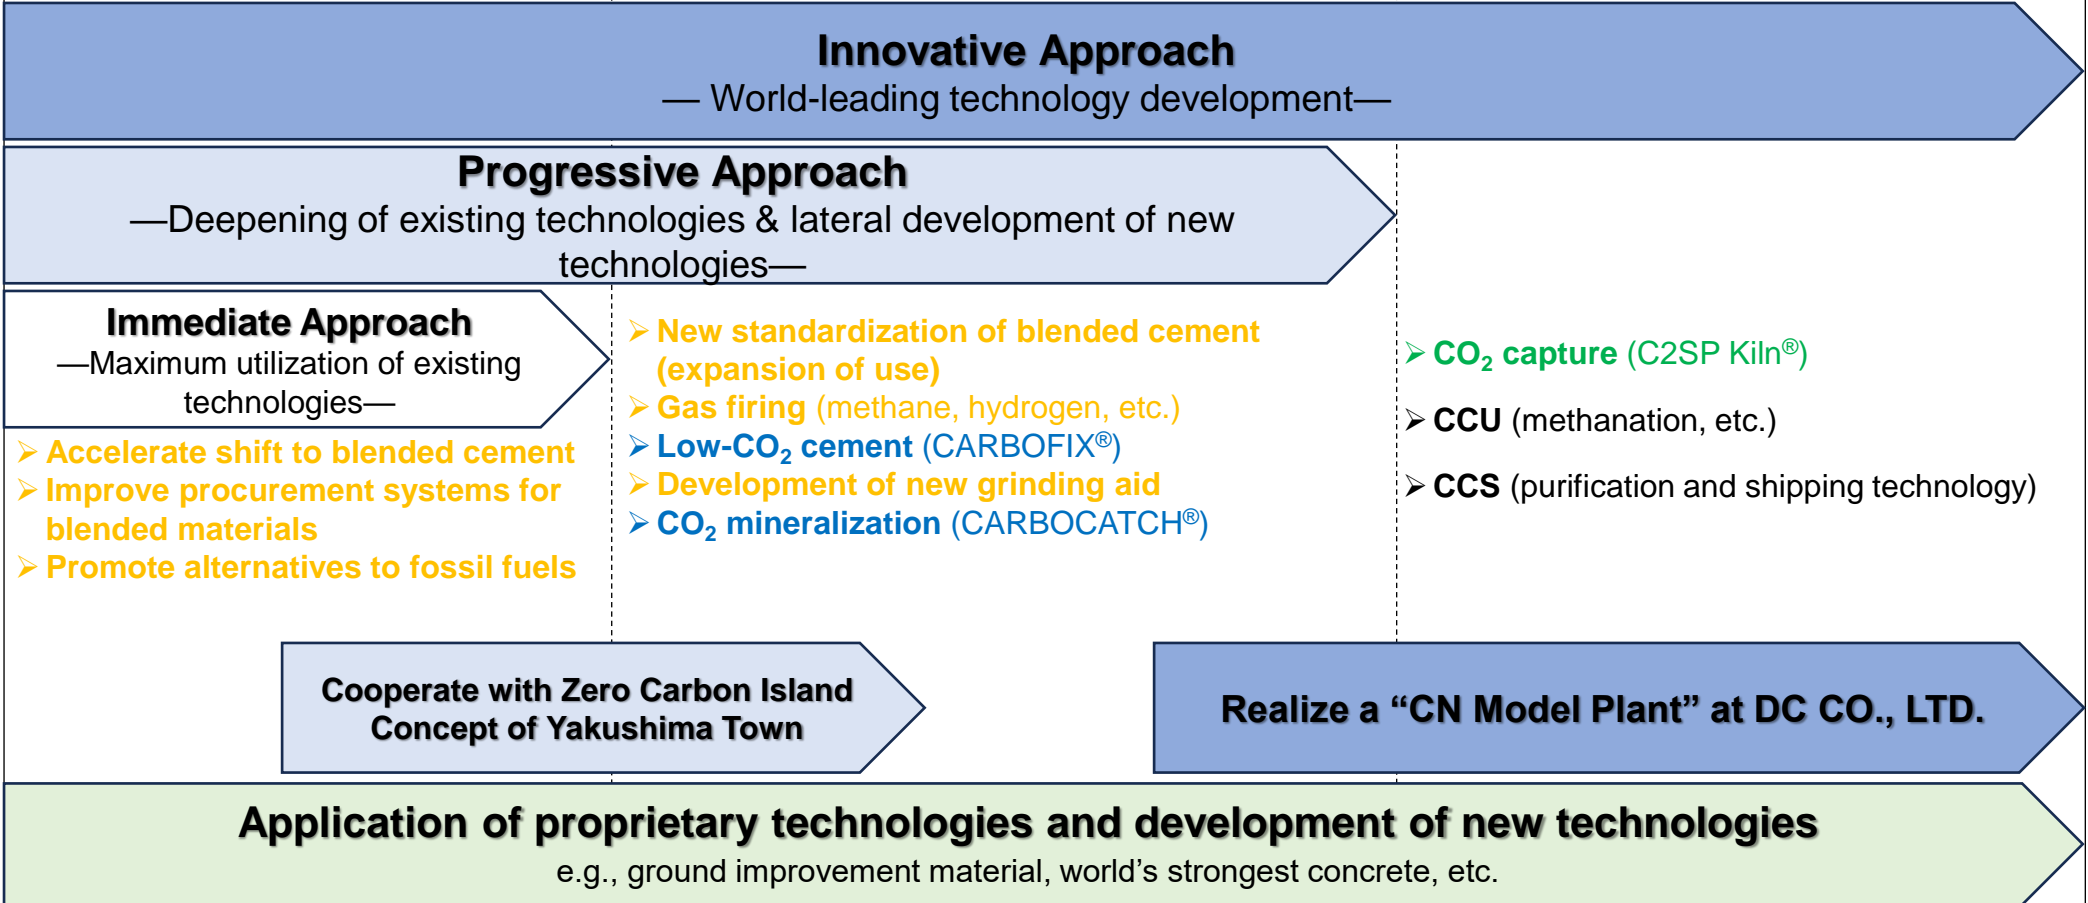 Innovative Approach
— World-leading technology development—
Progressive Approach
—Deepening of existing technologies & lateral development of new
technologies—
Immediate Approach
—Maximum utilization of existing
technologies—
➢ Accelerate shift to blended cement
➢ Improve procurement systems for
blended materials
➢ Promote alternatives to fossil fuels
➢ New standardization of blended cement
(expansion of use)
➢ Gas firing (methane, hydrogen, etc.)
➢ Low-CO₂ cement (CARBOFIX®)
➢ Development of new grinding aid
➢ CO₂ mineralization (CARBOCATCH®)
➢ CO₂ capture (C2SP Kiln®)
➢ CCU (methanation, etc.)
➢ CCS (purification and shipping technology)
Cooperate with Zero Carbon Island
Concept of Yakushima Town
Realize a “CN Model Plant” at DC CO., LTD.
Application of proprietary technologies and development of new technologies
e.g., ground improvement material, world’s strongest concrete, etc.